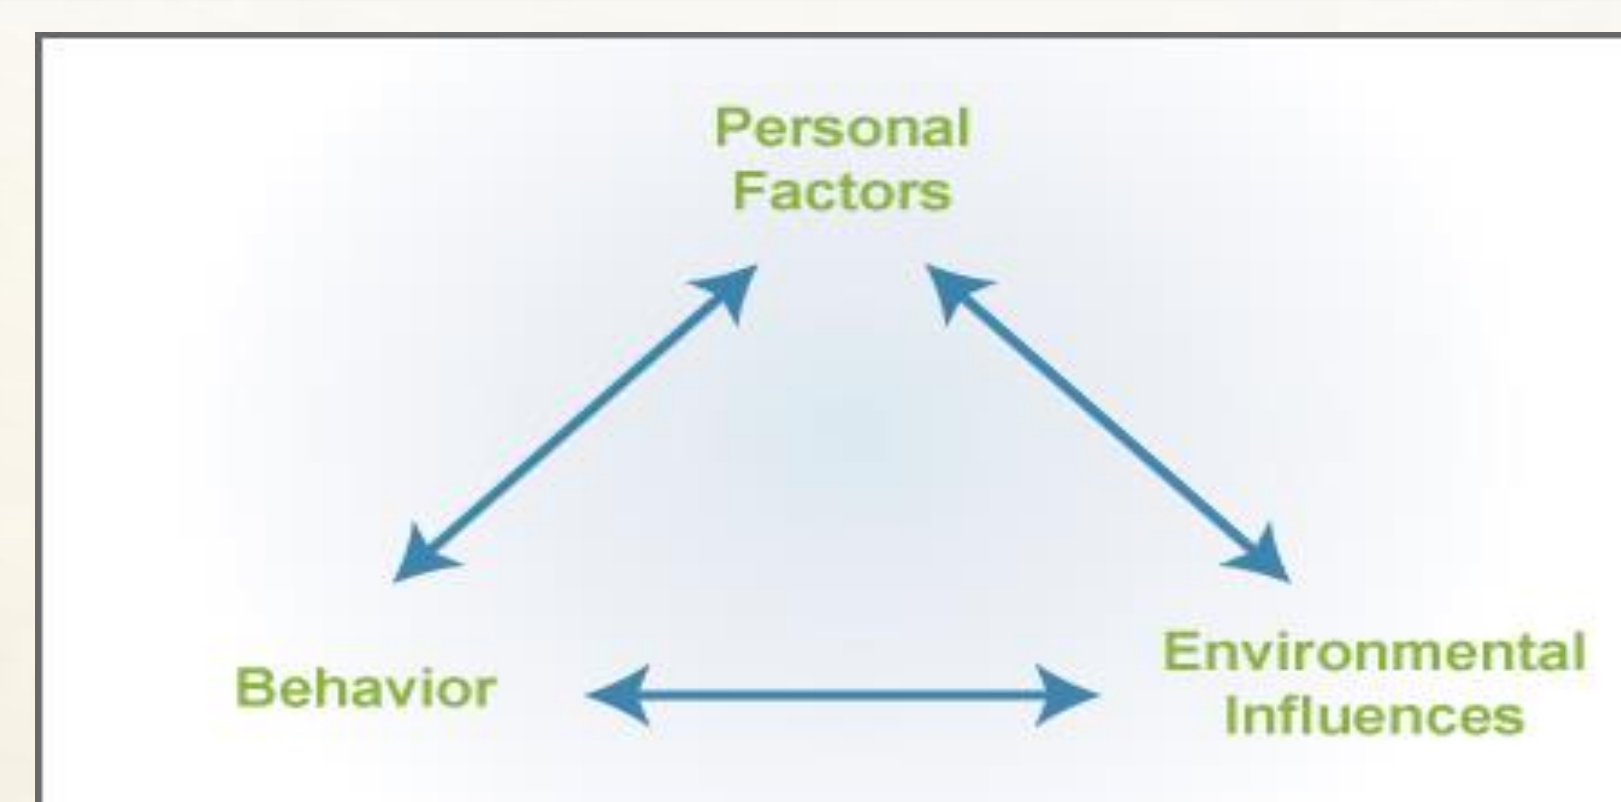 Personal
Factors
Behavior
Environmental
Influences